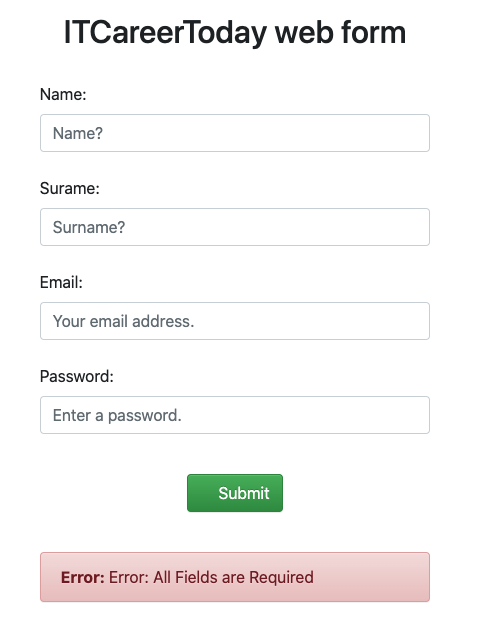 ITCareerToday web form
Name:
Name?
Surame:
Surname?
Email:
Your email address.
Password:
Enter a password.
Submit
Error: Error: All Fields are Required